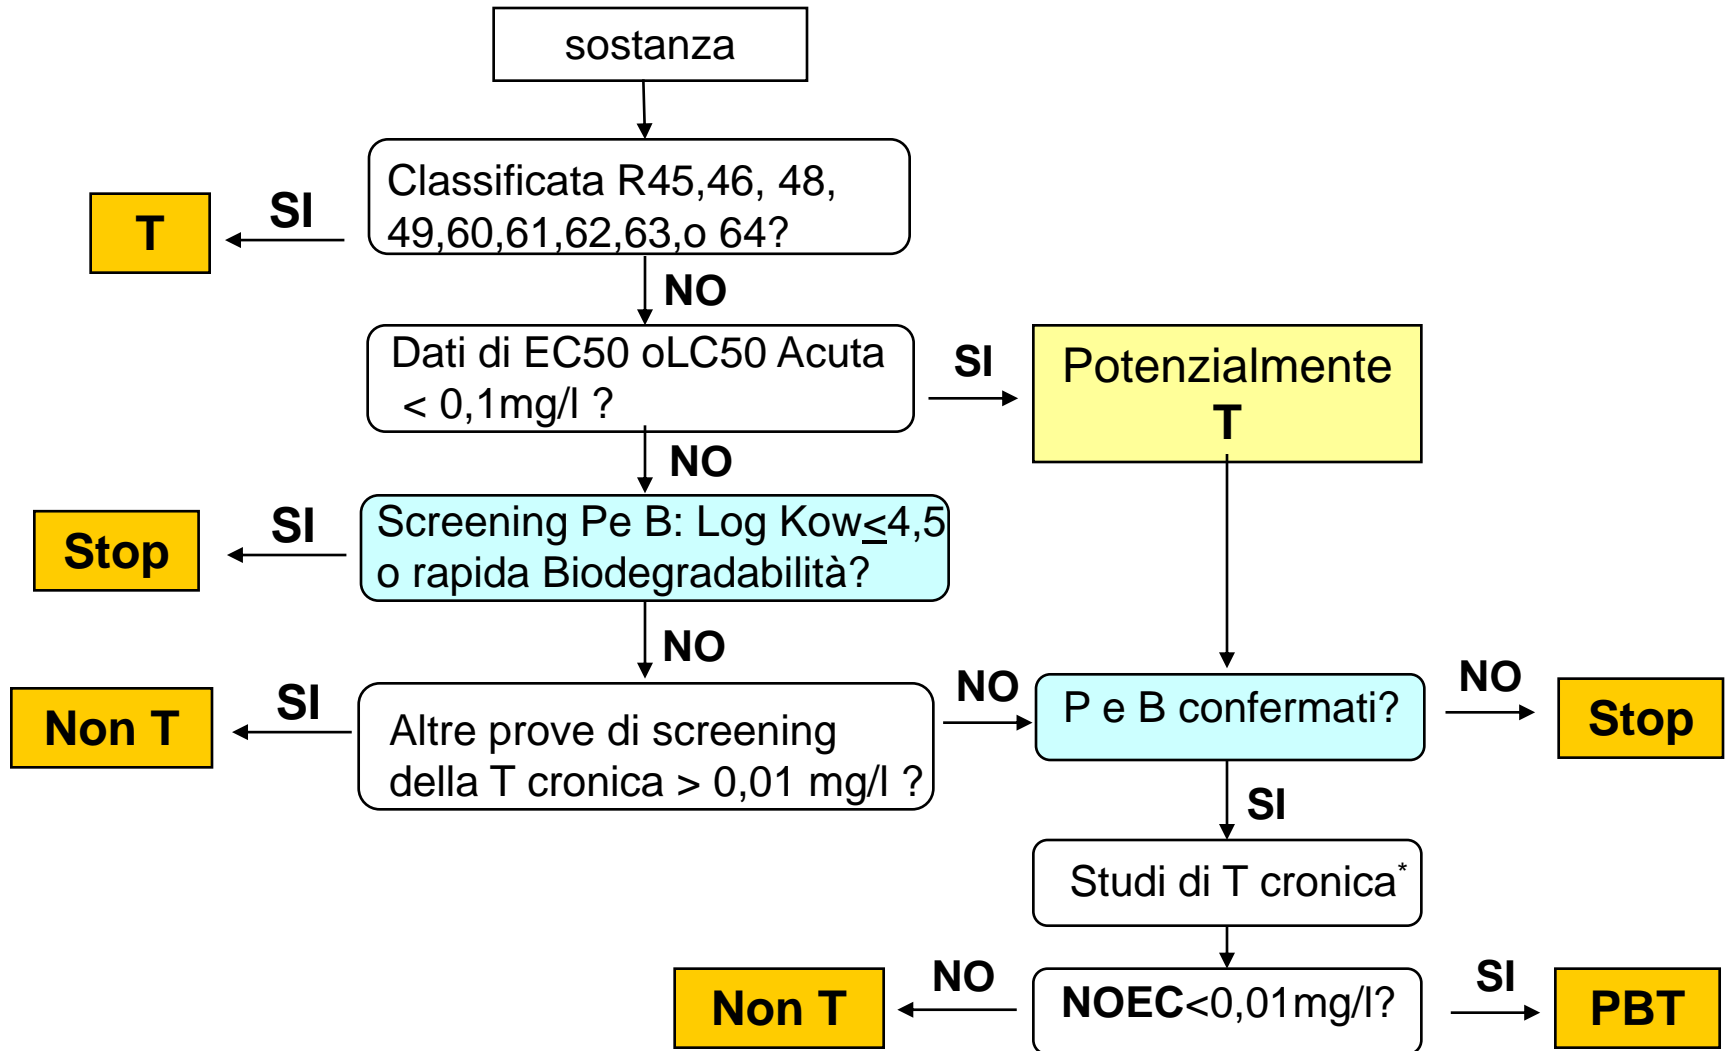 sostanza
Classificata R45,46, 48,
49,60,61,62,63,o 64?
SI
T
NO
Dati di EC50 oLC50 Acuta
< 0,1mg/l ?
SI
Potenzialmente
T
NO
Screening Pe B: Log Kow≤4,5
o rapida Biodegradabilità?
SI
Stop
NO
Altre prove di screening
della T cronica > 0,01 mg/l ?
SI
Non T
NO
P e B confermati?
NO
Stop
SI
Studi di T cronica*
NOEC<0,01mg/l?
NO
Non T
SI
PBT